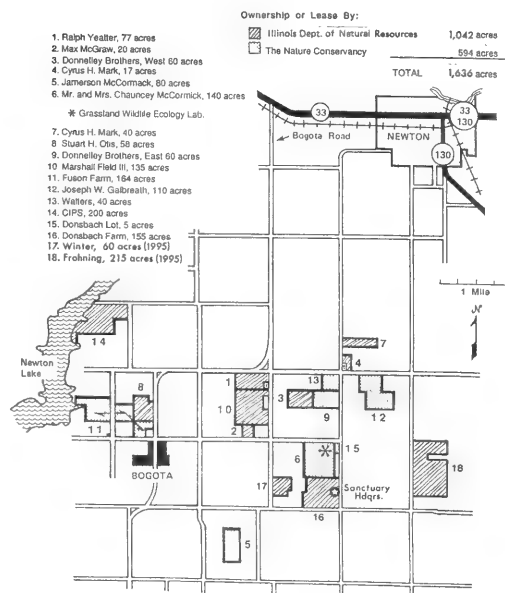 Ownership or Lease By:
Illinois Dept. of Natural Resources 1,042 acres
The Nature Conservancy 594 acres
TOTAL 1,636 acres
1. Ralph Yeatter, 77 acres
2. Max McGraw, 20 acres
3. Donnelley Brothers, West 60 acres
4. Cyrus H. Mark, 17 acres
5. Jamerson McCormack, 80 acres
6. Mr. and Mrs. Chauncey McCormick, 140 acres
* Grassland Wildlife Ecology Lab.
7. Cyrus H. Mark, 40 acres
8 Stuart H. Otis, 58 acres
9. Donnelley Brothers, East 60 acres
10 Marshall Field III, 135 acres
11. Fuson Farm, 164 acres
12 Joseph W. Galbreath, 110 acres
13. Walters, 40 acres
14. CIPS, 200 acres
15. Donsbach Lot, 5 acres
16 Donsbach Farm, 155 acres
17. Winter, 60 acres (1995)
18. Frohning, 215 acres (1995)
33
33
130
Bogota Road
NEWTON
130
1 Mile
N
14
Newton
Lake
7
4
8
1
13
10
3
9
12
11
2
15
6
18
BOGOTA
17
Sanctuary
Hdqrs.
16
5